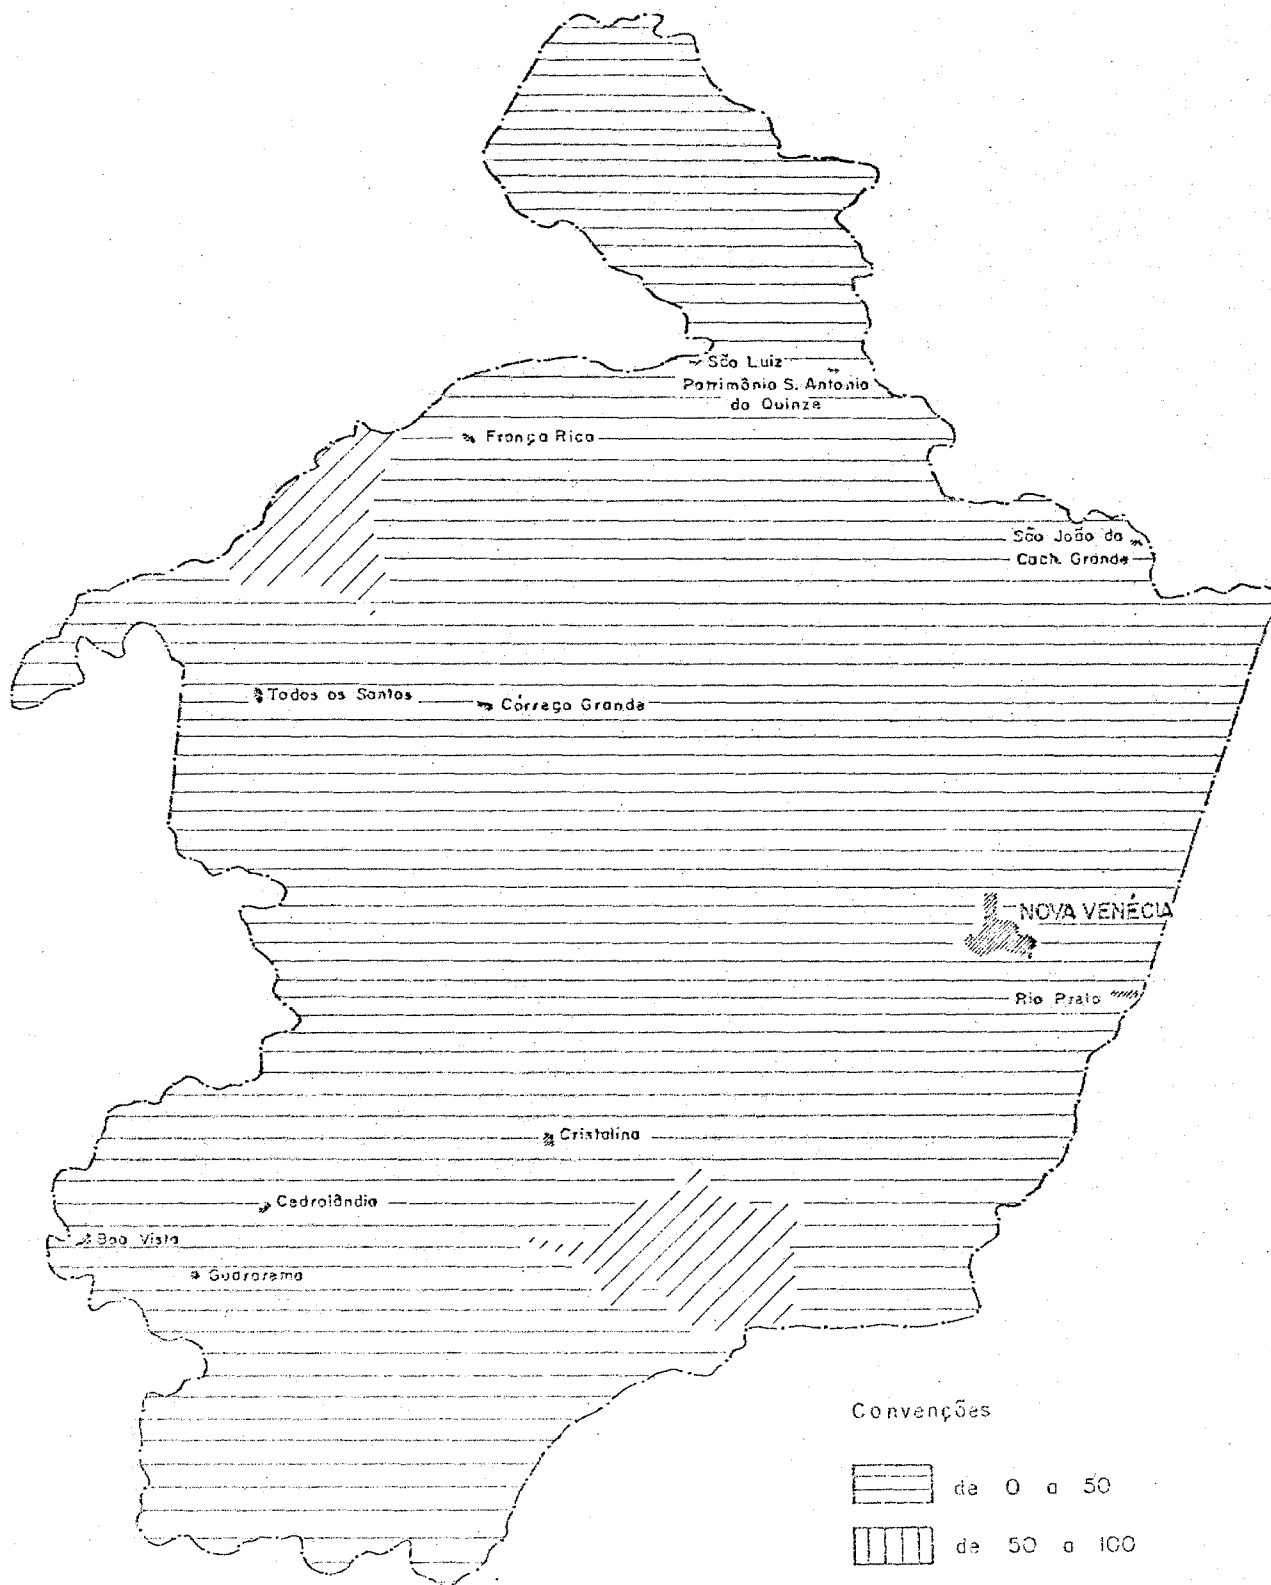 São Luiz
Patrimônio S. Antonio
do Quinze
França Rica
São João da
Cach. Grande
Todos os Santos
Córrego Grande
NOVA VENÉCIA
Rio Preto
Cristalina
Cedrolândia
Boa Vista
Guararema
Convenções
de 0 a 50
de 50 a 100